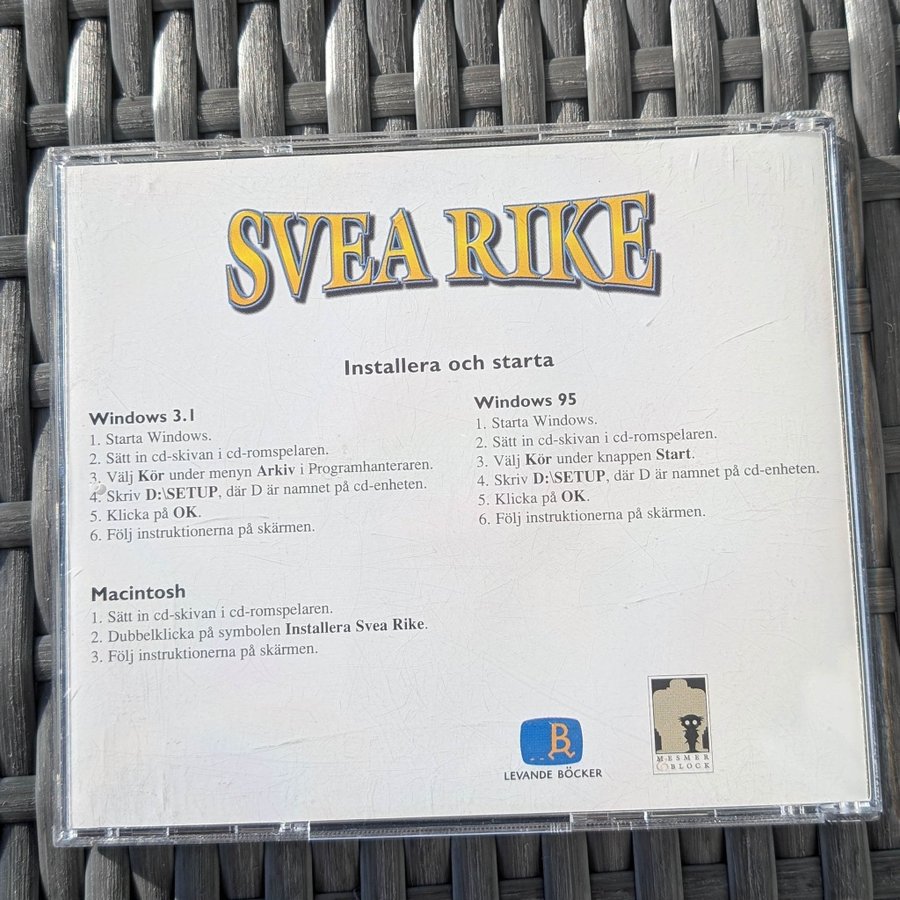 SVEA RIKE
Installera och starta
Windows 3.1
1. Starta Windows.
2. Sätt in cd-skivan i cd-romspelaren.
3. Välj Kör under menyn Arkiv i Programhanteraren.
4. Skriv D:\SETUP, där D är namnet på cd-enheten.
5. Klicka på OK.
6. Följ instruktionerna på skärmen.
Windows 95
1. Starta Windows.
2. Sätt in cd-skivan i cd-romspelaren.
3. Välj Kör under knappen Start.
4. Skriv D:\SETUP, där D är namnet på cd-enheten.
5. Klicka på OK.
6. Följ instruktionerna på skärmen.
Macintosh
1. Sätt in cd-skivan i cd-romspelaren.
2. Dubbelklicka på symbolen Installera Svea Rike.
3. Följ instruktionerna på skärmen.
B
LEVANDE BÖCKER
MESMER
& BLOCK